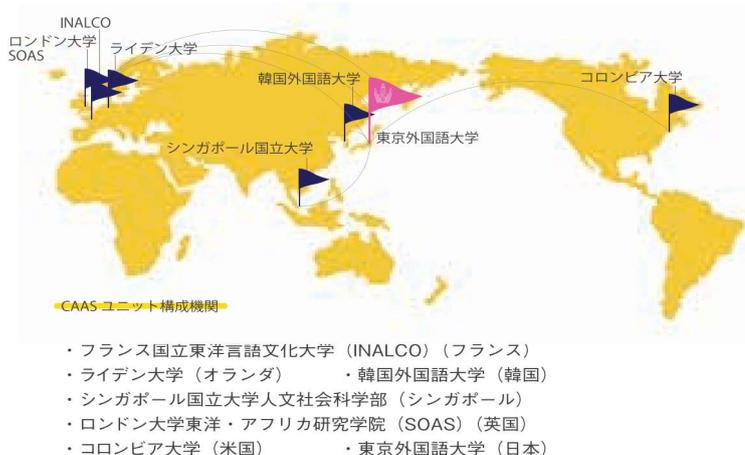 INALCO
ロンドン大学
SOAS
ライデン大学
韓国外国語大学
コロンビア大学
東京外国語大学
シンガポール国立大学
CAAS ユニット構成機関
・フランス国立東洋言語文化大学（INALCO）（フランス）
・ライデン大学（オランダ） ・韓国外国語大学（韓国）
・シンガポール国立大学人文社会科学部（シンガポール）
・ロンドン大学東洋・アフリカ研究学院（SOAS）（英国）
・コロンビア大学（米国） ・東京外国語大学（日本）